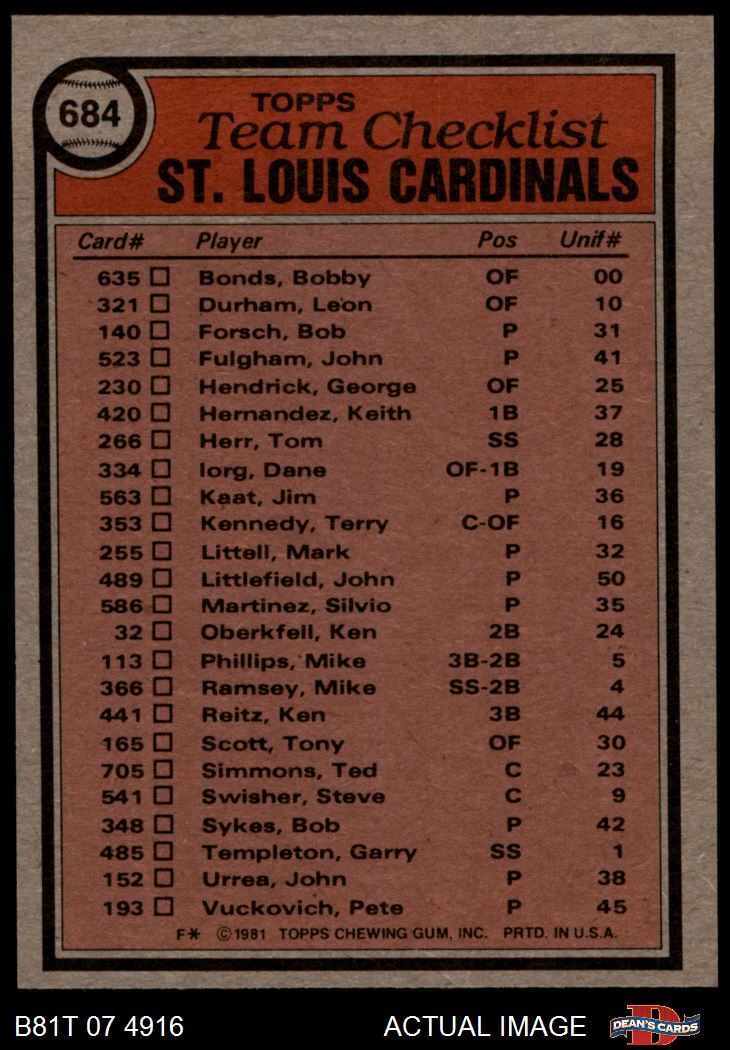 684
TOPPS
Team Checklist
ST. LOUIS CARDINALS
Card# Player Pos Unif#
635 Bonds, Bobby OF 00
321 Durham, Leon OF 10
140 Forsch, Bob P 31
523 Fulgham, John P 41
230 Hendrick, George OF 25
420 Hernandez, Keith 1B 37
266 Herr, Tom SS 28
334 Iorg, Dane OF-1B 19
563 Kaat, Jim P 36
353 Kennedy, Terry C-OF 16
255 Littell, Mark P 32
489 Littlefield, John P 50
586 Martinez, Silvio P 35
32 Oberkfell, Ken 2B 24
113 Phillips, Mike 3B-2B 5
366 Ramsey, Mike SS-2B 4
441 Reitz, Ken 3B 44
165 Scott, Tony OF 30
705 Simmons, Ted C 23
541 Swisher, Steve C 9
348 Sykes, Bob P 42
485 Templeton, Garry SS 1
152 Urrea, John P 38
193 Vuckovich, Pete P 45
F* ©1981 TOPPS CHEWING GUM, INC. PRTD. IN U.S.A.
B81T 07 4916 ACTUAL IMAGE
D
DEAN'S CARDS